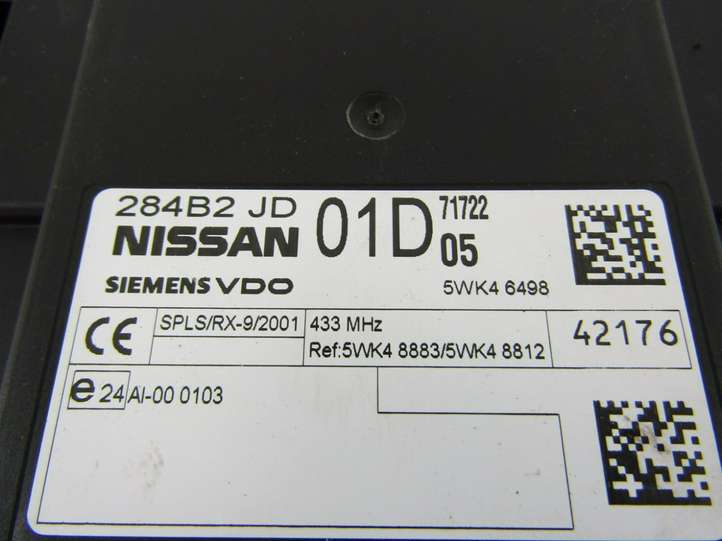 284B2 JD 01D 71722
NISSAN 05
SIEMENS VDO 5WK4 6498
CE SPLS/RX-9/2001 433 MHz 42176
Ref:5WK4 8883/5WK4 8812
e24 AI-00 0103